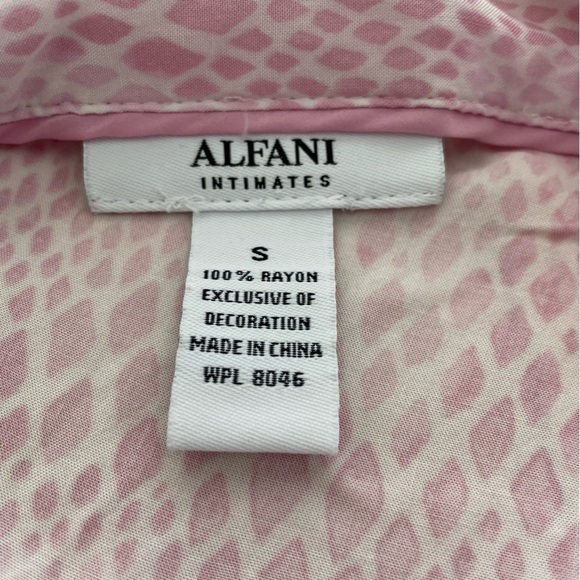 ALFANI
INTIMATES
S
100% RAYON
EXCLUSIVE OF
DECORATION
MADE IN CHINA
WPL 8046